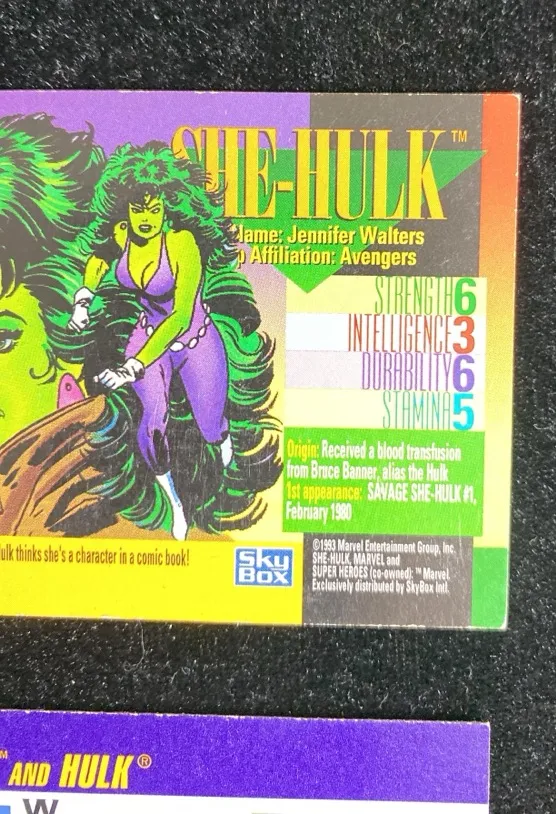 SHE-HULK™
Name: Jennifer Walters
Affiliation: Avengers
STRENGTH 6
INTELLIGENCE 3
DURABILITY 6
STAMINA 5
Origin: Received a blood transfusion
from Bruce Banner, alias the Hulk
1st appearance: SAVAGE SHE-HULK #1,
February 1980
ulk thinks she's a character in a comic book!
SkyBox
©1993 Marvel Entertainment Group, Inc.
SHE-HULK, MARVEL and
SUPER HEROES (co-owned): ™ Marvel.
Exclusively distributed by SkyBox Intl.
™ AND HULK®
W